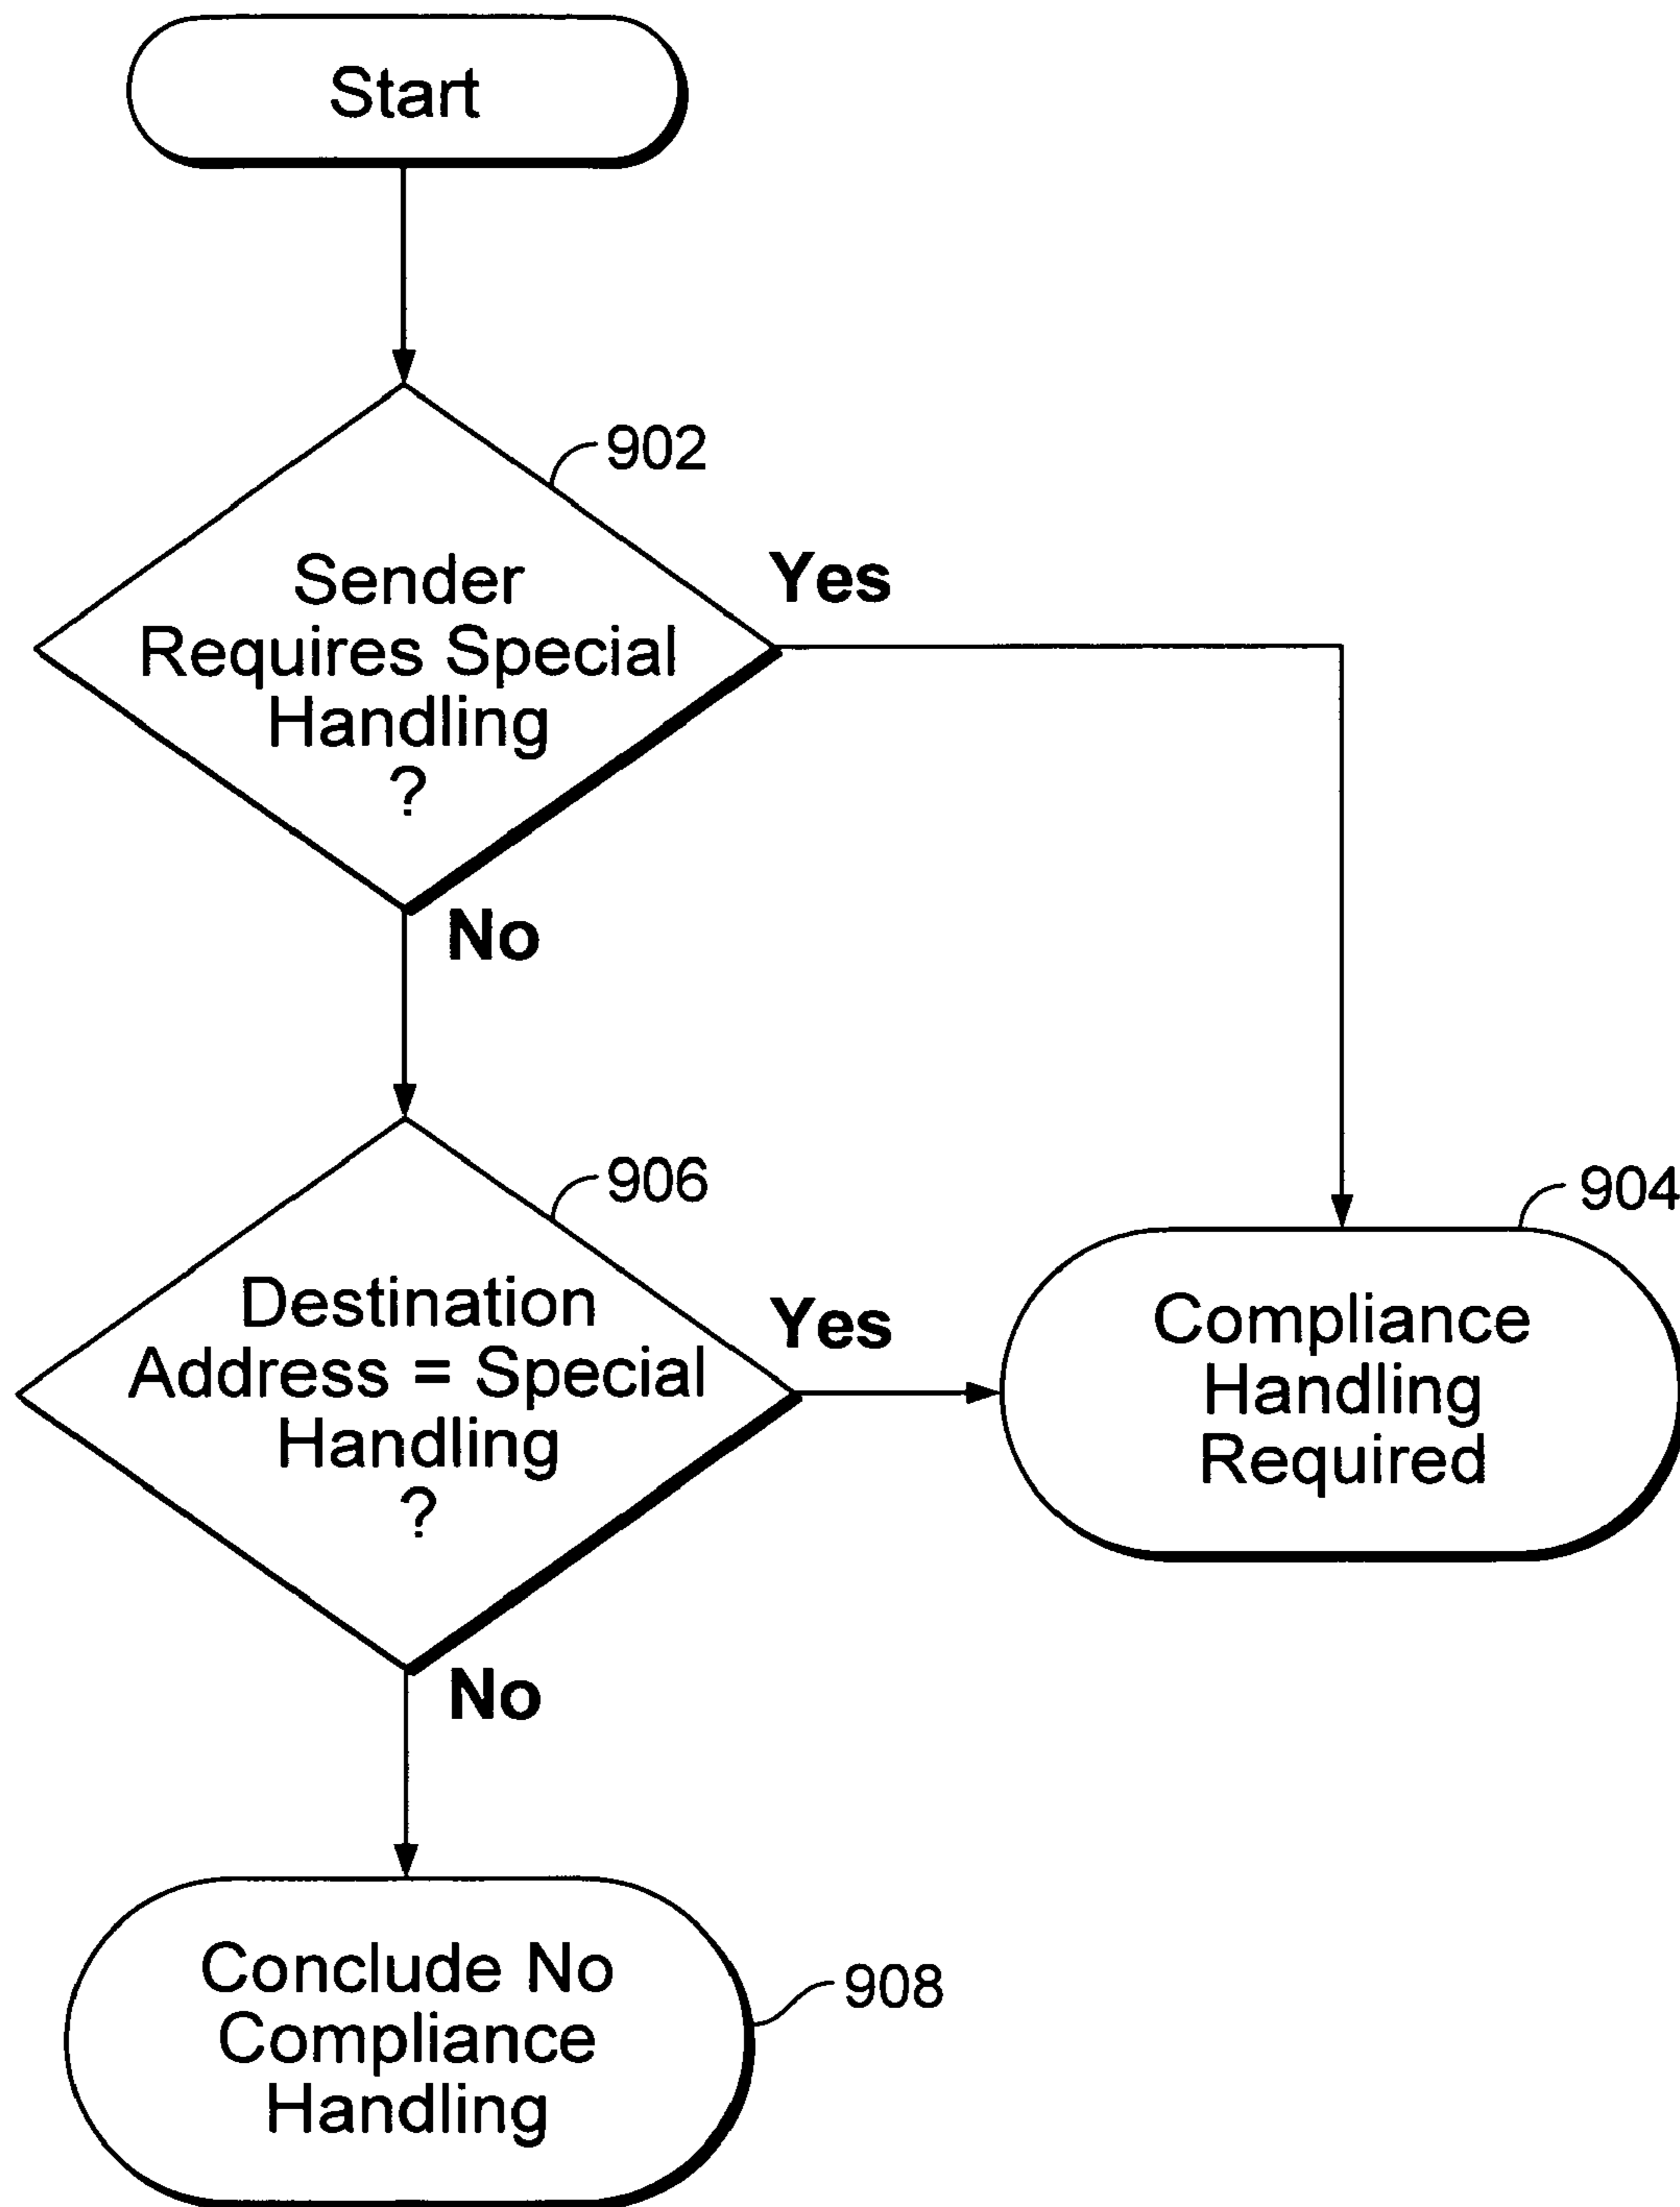 Start
902
Sender
Requires Special
Handling
?
Yes
No
906
Destination
Address = Special
Handling
?
Yes
904
Compliance
Handling
Required
No
Conclude No
Compliance
Handling
908